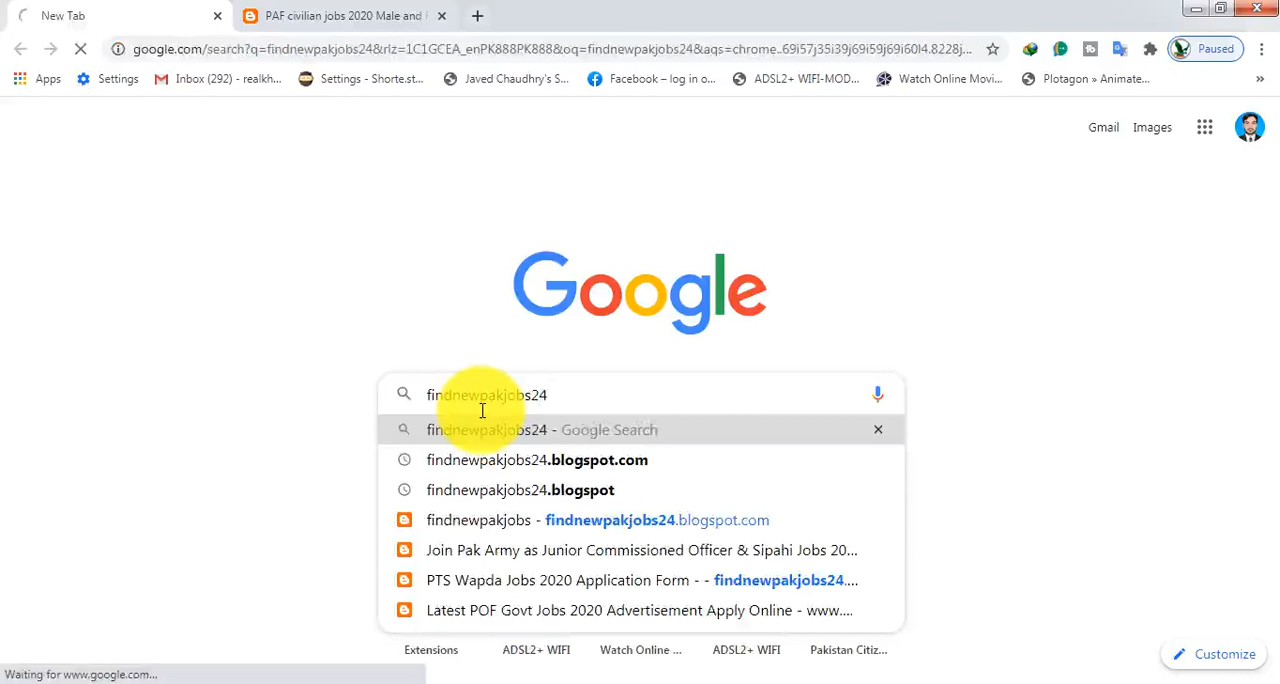 New Tab
PAF civilian jobs 2020 Male and
google.com/search?q=findnewpakjobs24&rlz=1C1GCEA_enPK888PK888&oq=findnewpakjobs24&aqs=chrome..69i57j35i39j69i59j69i60l4.8228j...
Paused
Apps Settings Inbox (292) - realkh... Settings - Shorte.st... Javed Chaudhry's S... Facebook – log in o... ADSL2+ WIFI-MOD... Watch Online Movi... Plotagon » Animate... »
Gmail Images
Google
findnewpakjobs24
findnewpakjobs24 - Google Search
findnewpakjobs24.blogspot.com
findnewpakjobs24.blogspot
findnewpakjobs - findnewpakjobs24.blogspot.com
Join Pak Army as Junior Commissioned Officer & Sipahi Jobs 20...
PTS Wapda Jobs 2020 Application Form - - findnewpakjobs24....
Latest POF Govt Jobs 2020 Advertisement Apply Online - www....
Extensions ADSL2+ WIFI Watch Online ... ADSL2+ WIFI Pakistan Citiz...
Customize
Waiting for www.google.com...